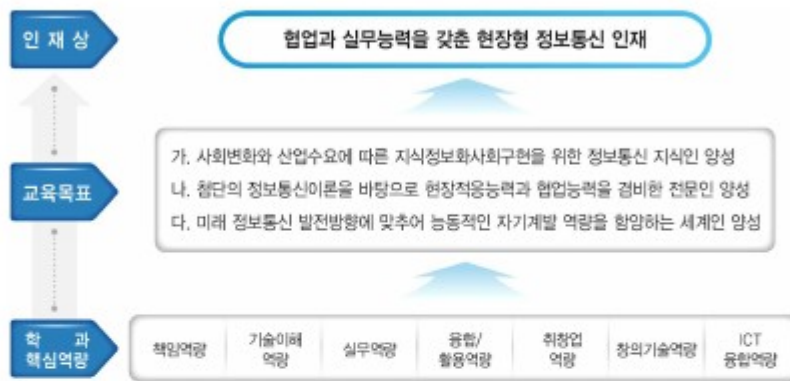 인 재 상
협업과 실무능력을 갖춘 현장형 정보통신 인재
교육목표
가. 사회변화와 산업수요에 따른 지식정보화사회구현을 위한 정보통신 지식인 양성
나. 첨단의 정보통신이론을 바탕으로 현장적응능력과 협업능력을 겸비한 전문인 양성
다. 미래 정보통신 발전방향에 맞추어 능동적인 자기계발 역량을 함양하는 세계인 양성
학 과
핵심역량
책임역량
기술이해
역량
실무역량
융합/
활용역량
취창업
역량
창의기술역량
ICT
융합역량